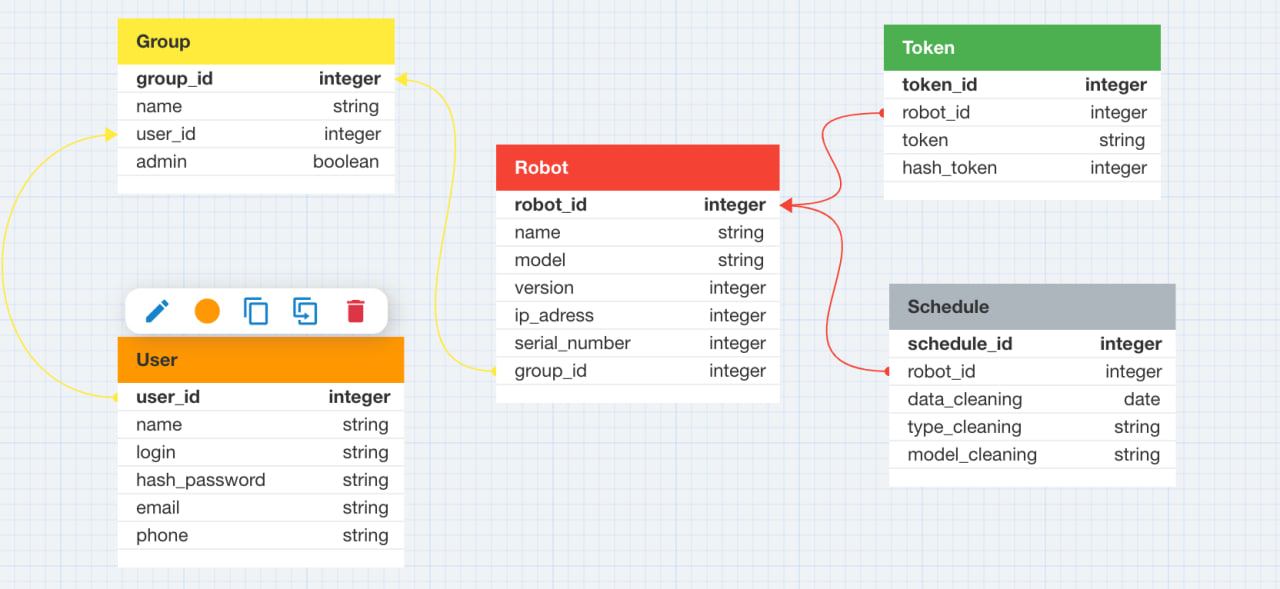 Group
group_id integer
name string
user_id integer
admin boolean
User
user_id integer
name string
login string
hash_password string
email string
phone string
Robot
robot_id integer
name string
model string
version integer
ip_adress integer
serial_number integer
group_id integer
Token
token_id integer
robot_id integer
token string
hash_token integer
Schedule
schedule_id integer
robot_id integer
data_cleaning date
type_cleaning string
model_cleaning string